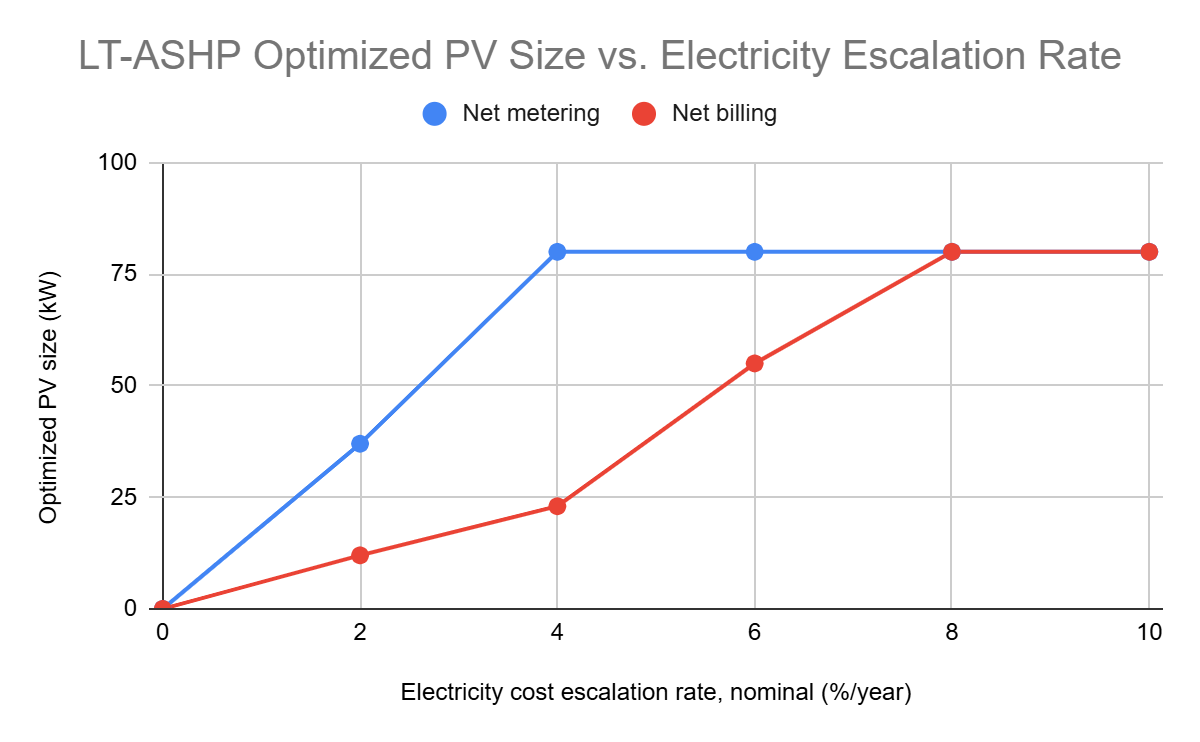 LT-ASHP Optimized PV Size vs. Electricity Escalation Rate
Net metering Net billing
100
75
50
25
0
Optimized PV size (kW)
0 2 4 6 8 10
Electricity cost escalation rate, nominal (%/year)